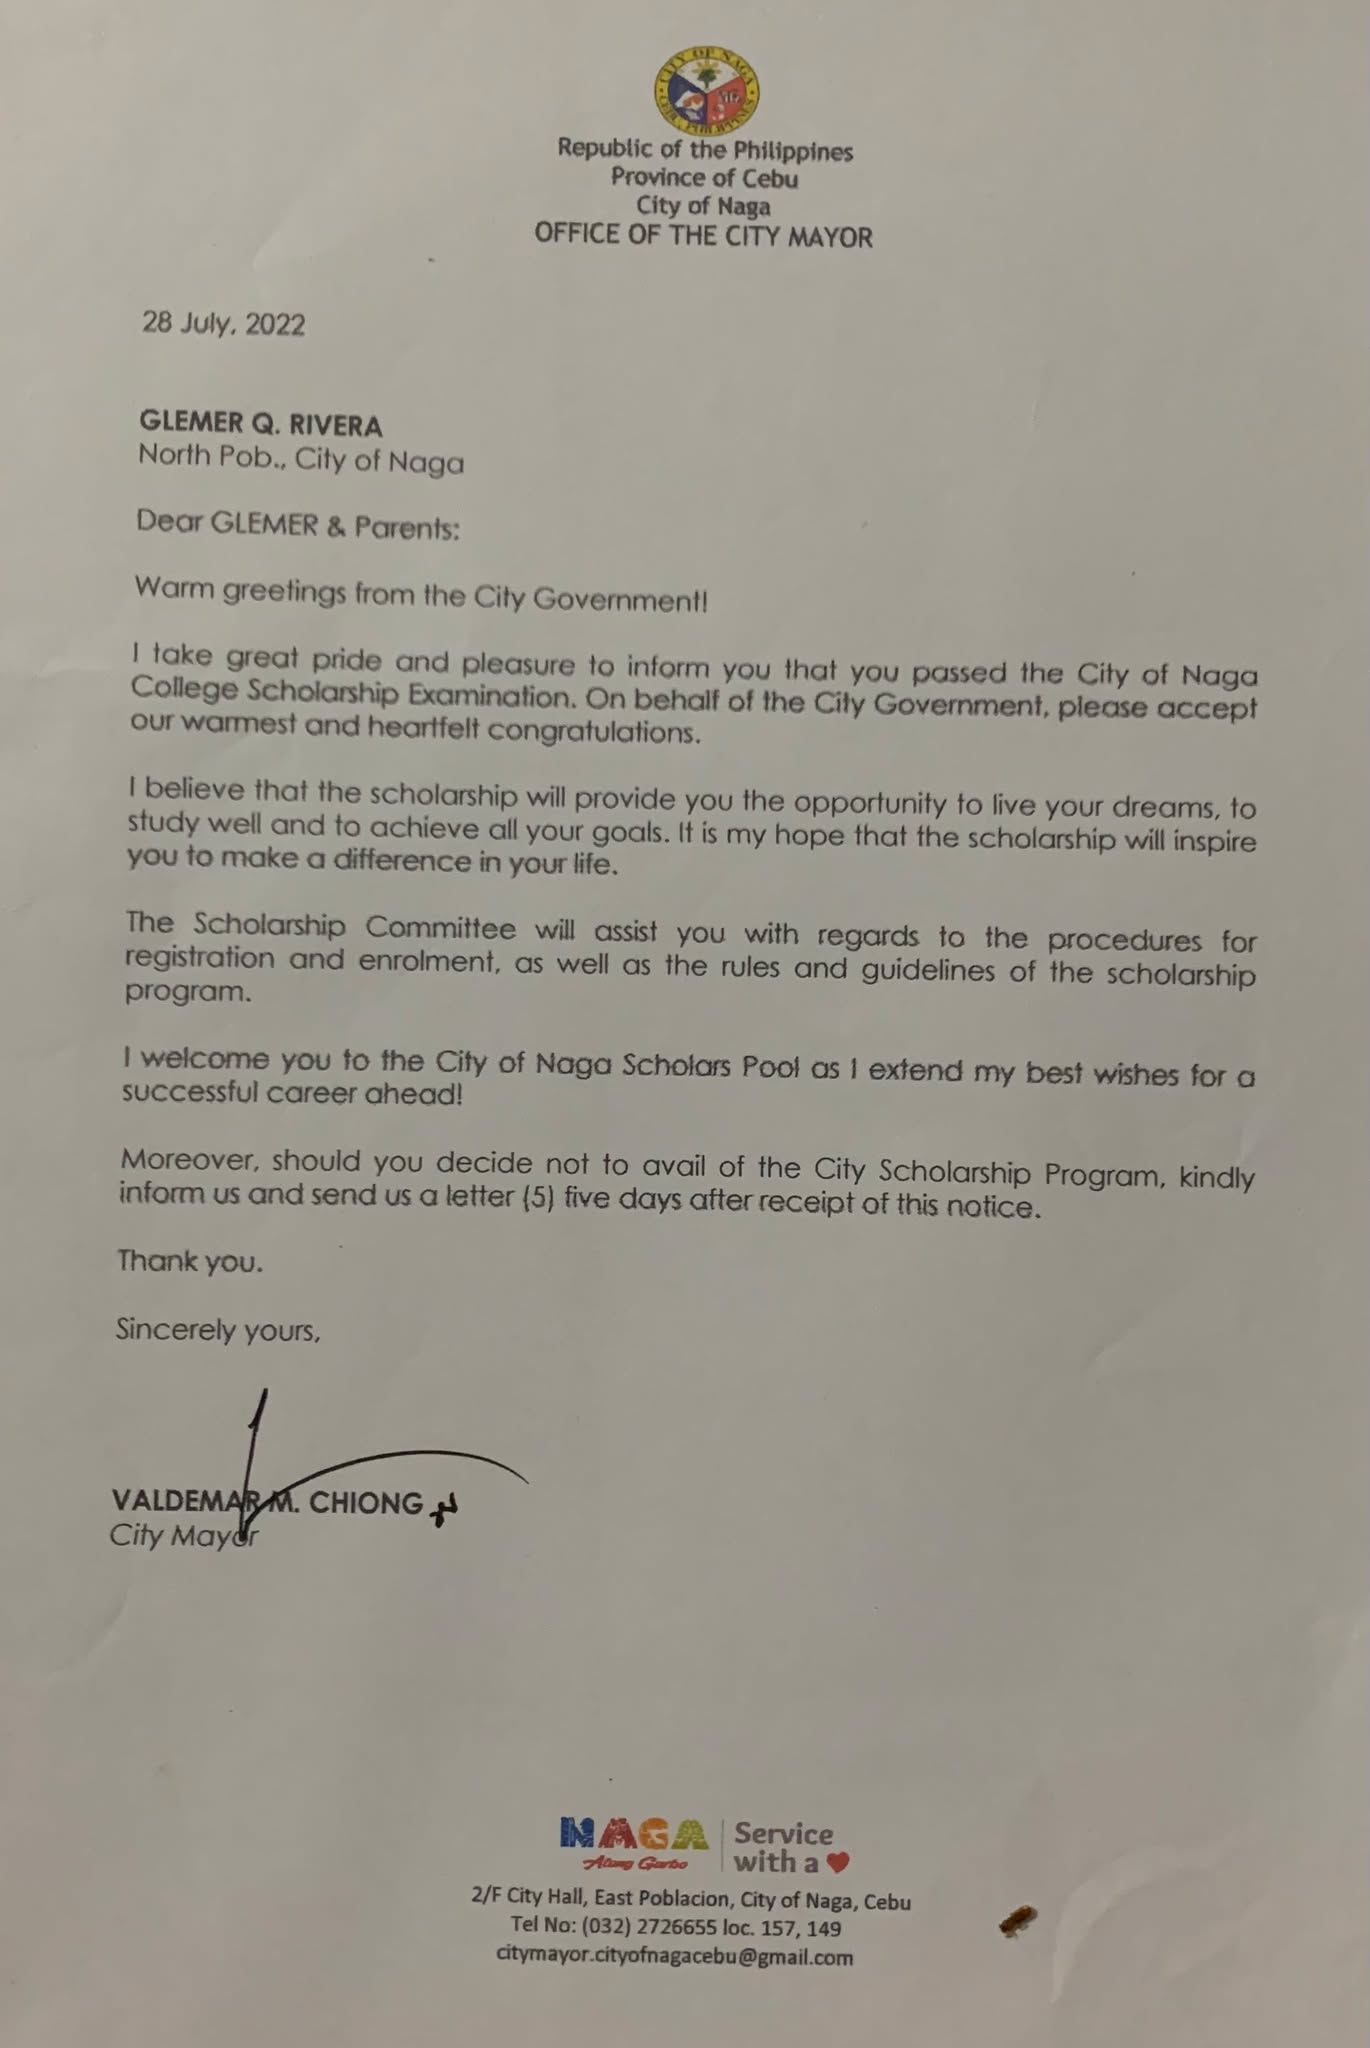 CITY OF NAGA
CEBU, PHILIPPINES
Republic of the Philippines
Province of Cebu
City of Naga
OFFICE OF THE CITY MAYOR
28 July, 2022
GLEMER Q. RIVERA
North Pob., City of Naga
Dear GLEMER & Parents:
Warm greetings from the City Government!
I take great pride and pleasure to inform you that you passed the City of Naga
College Scholarship Examination. On behalf of the City Government, please accept
our warmest and heartfelt congratulations.
I believe that the scholarship will provide you the opportunity to live your dreams, to
study well and to achieve all your goals. It is my hope that the scholarship will inspire
you to make a difference in your life.
The Scholarship Committee will assist you with regards to the procedures for
registration and enrolment, as well as the rules and guidelines of the scholarship
program.
I welcome you to the City of Naga Scholars Pool as I extend my best wishes for a
successful career ahead!
Moreover, should you decide not to avail of the City Scholarship Program, kindly
inform us and send us a letter (5) five days after receipt of this notice.
Thank you.
Sincerely yours,
VALDEMAR M. CHIONG
City Mayor
NAGA
Atung Garbo
Service
with a
2/F City Hall, East Poblacion, City of Naga, Cebu
Tel No: (032) 2726655 loc. 157, 149
citymayor.cityofnagacebu@gmail.com